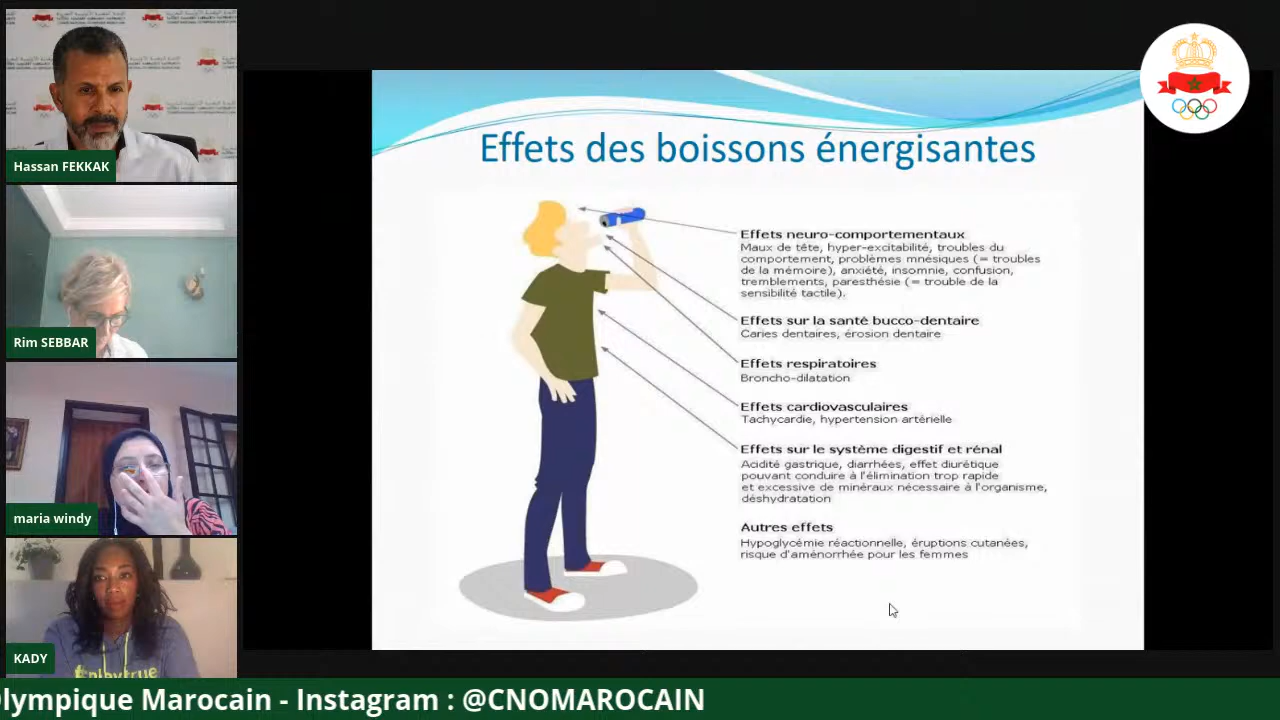 Hassan FEKKAK
Rim SEBBAR
maria windy
KADY
#playtrue
Effets des boissons énergisantes
Effets neuro-comportementaux
Maux de tête, hyper-excitabilité, troubles du
comportement, problèmes mnésiques (= troubles
de la mémoire), anxiété, insomnie, confusion,
tremblements, paresthésie (= trouble de la
sensibilité tactile).
Effets sur la santé bucco-dentaire
Caries dentaires, érosion dentaire
Effets respiratoires
Broncho-dilatation
Effets cardiovasculaires
Tachycardie, hypertension artérielle
Effets sur le système digestif et rénal
Acidité gastrique, diarrhées, effet diurétique
pouvant conduire à l'élimination trop rapide
et excessive de minéraux nécessaire à l'organisme,
déshydratation
Autres effets
Hypoglycémie réactionnelle, éruptions cutanées,
risque d'aménorrhée pour les femmes
Olympique Marocain - Instagram : @CNOMAROCAIN